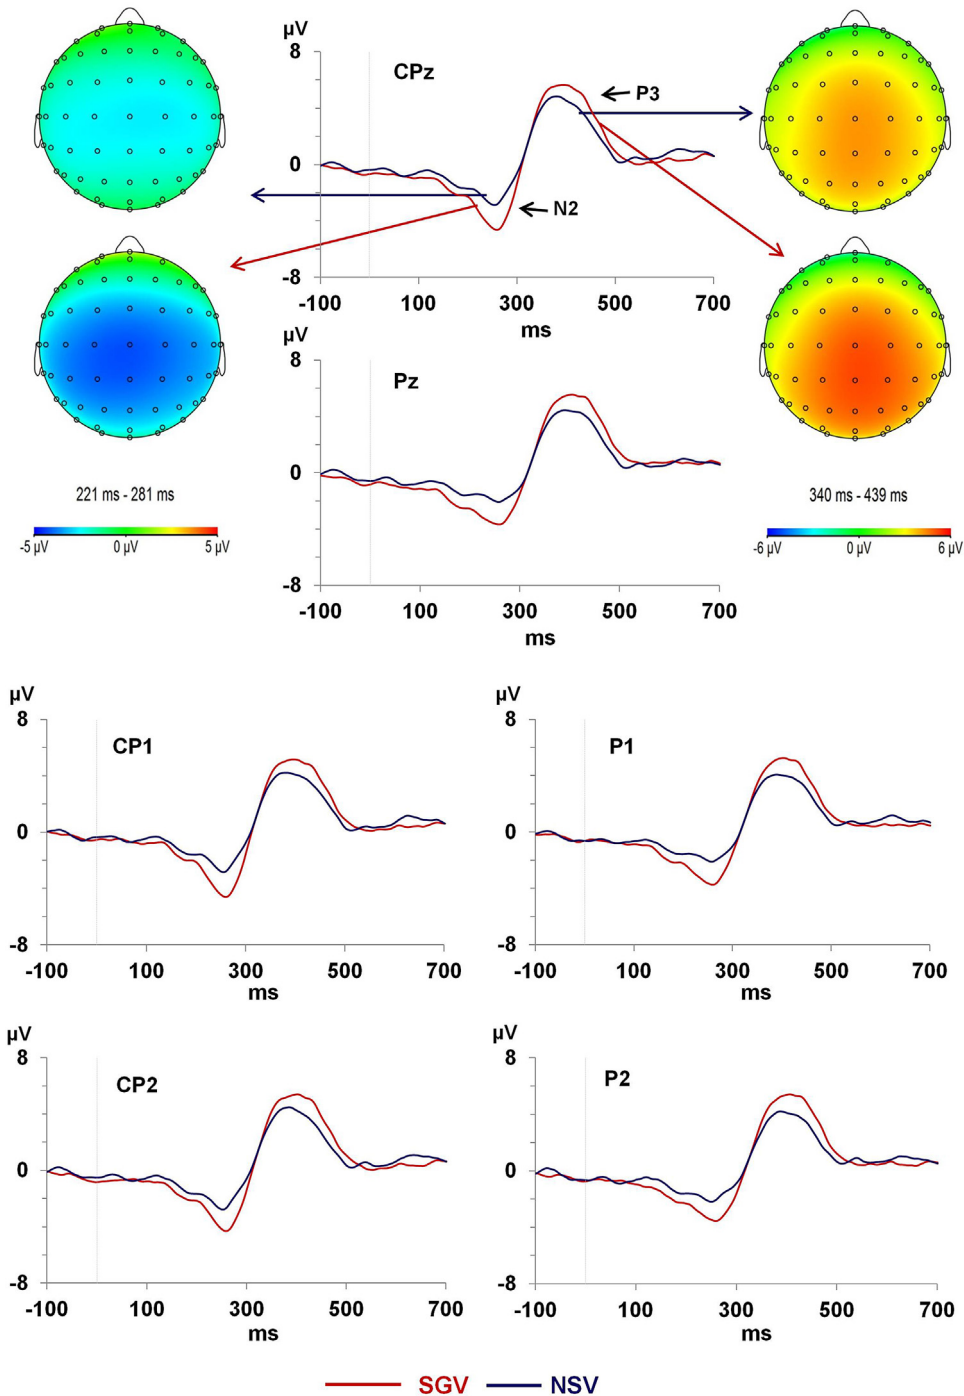 µV
8
CPz
P3
0
N2
-8
-100 100 300 500 700
ms
µV
8
Pz
0
-8
-100 100 300 500 700
ms
221 ms - 281 ms
-5 µV 0 µV 5 µV
340 ms - 439 ms
-6 µV 0 µV 6 µV
µV
8
CP1
0
-8
-100 100 300 500 700
ms
µV
8
P1
0
-8
-100 100 300 500 700
ms
µV
8
CP2
0
-8
-100 100 300 500 700
ms
µV
8
P2
0
-8
-100 100 300 500 700
ms
SGV NSV